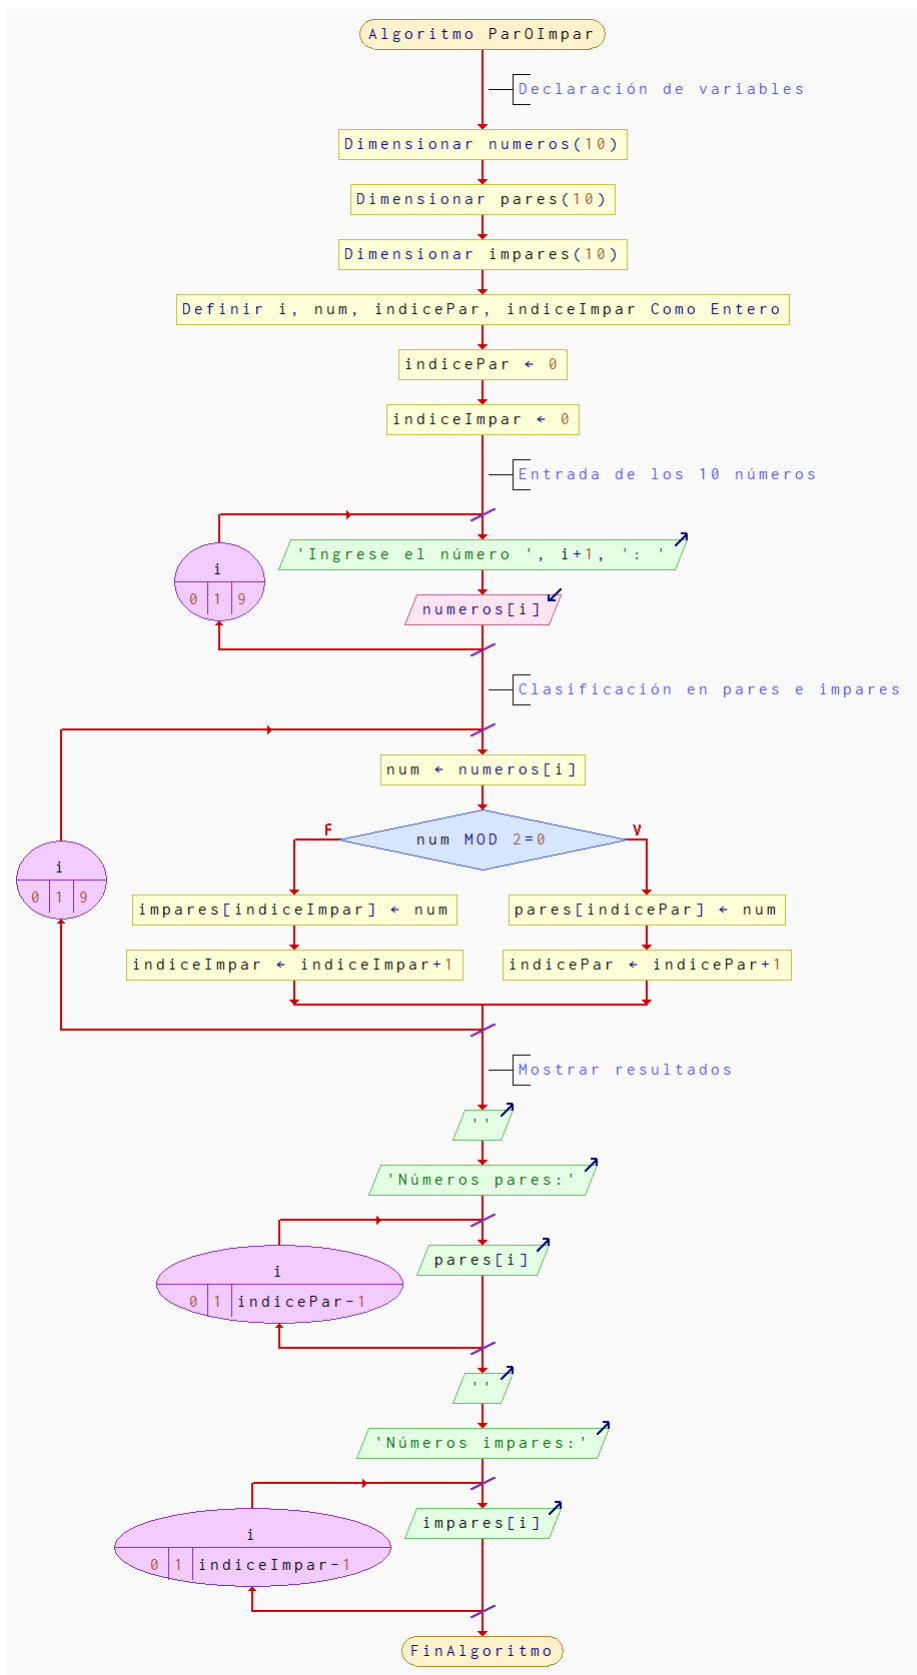 Algoritmo ParOImpar
Declaración de variables
Dimensionar numeros(10)
Dimensionar pares(10)
Dimensionar impares(10)
Definir i, num, indicePar, indiceImpar Como Entero
indicePar ← 0
indiceImpar ← 0
Entrada de los 10 números
i
0 1 9
'Ingrese el número ', i+1, ': '
numeros[i]
Clasificación en pares e impares
i
0 1 9
num ← numeros[i]
num MOD 2=0
F
V
impares[indiceImpar] ← num
indiceImpar ← indiceImpar+1
pares[indicePar] ← num
indicePar ← indicePar+1
Mostrar resultados
''
'Números pares:'
i
0 1 indicePar-1
pares[i]
''
'Números impares:'
i
0 1 indiceImpar-1
impares[i]
FinAlgoritmo